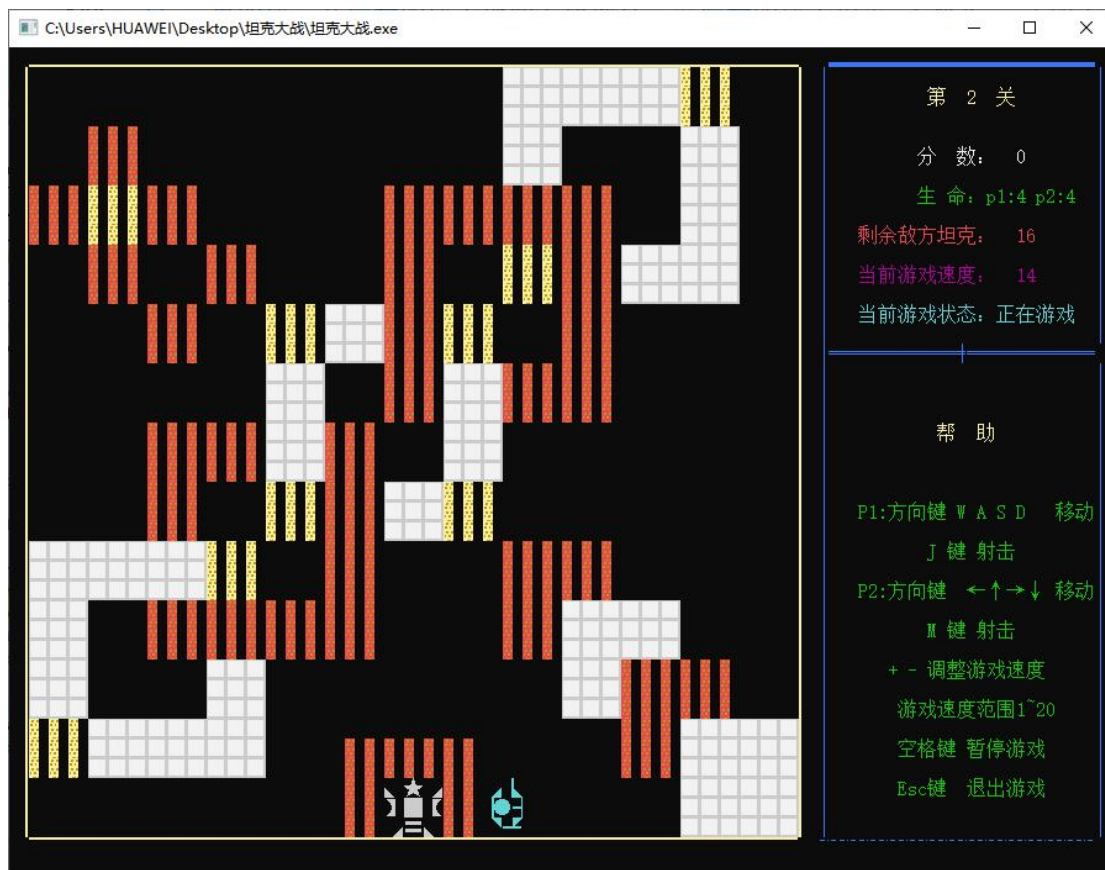 C:\Users\HUAWEI\Desktop\坦克大战\坦克大战.exe
第 2 关
分 数: 0
生 命: p1:4 p2:4
剩余敌方坦克: 16
当前游戏速度: 14
当前游戏状态: 正在游戏
帮 助
P1:方向键 W A S D 移动
J 键 射击
P2:方向键 ←↑→↓ 移动
M 键 射击
+ - 调整游戏速度
游戏速度范围1~20
空格键 暂停游戏
Esc键 退出游戏